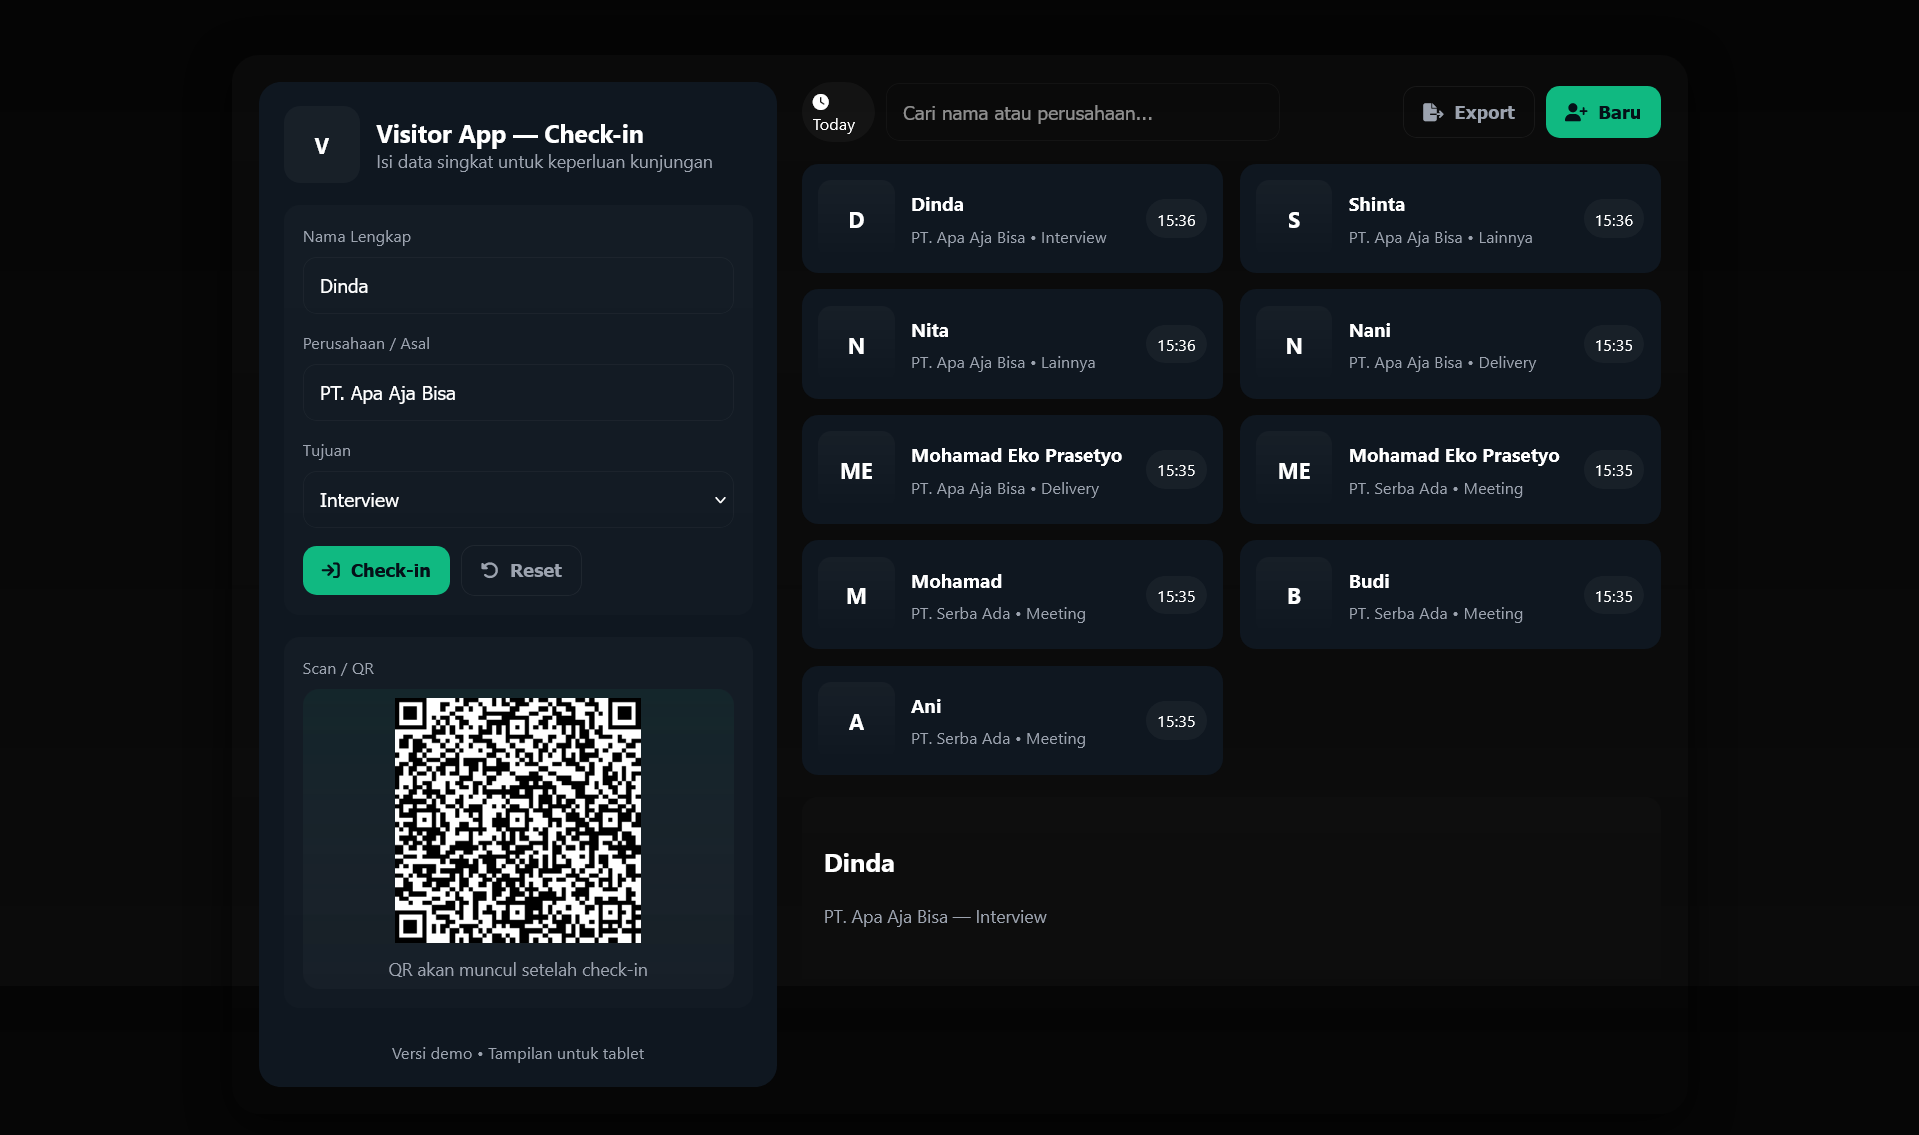 V
Visitor App — Check-in
Isi data singkat untuk keperluan kunjungan
Nama Lengkap
Dinda
Perusahaan / Asal
PT. Apa Aja Bisa
Tujuan
Interview
Check-in
Reset
Scan / QR
QR akan muncul setelah check-in
Versi demo • Tampilan untuk tablet
Today
Cari nama atau perusahaan...
Export
Baru
D
Dinda
PT. Apa Aja Bisa • Interview
15:36
S
Shinta
PT. Apa Aja Bisa • Lainnya
15:36
N
Nita
PT. Apa Aja Bisa • Lainnya
15:36
N
Nani
PT. Apa Aja Bisa • Delivery
15:35
ME
Mohamad Eko Prasetyo
PT. Apa Aja Bisa • Delivery
15:35
ME
Mohamad Eko Prasetyo
PT. Serba Ada • Meeting
15:35
M
Mohamad
PT. Serba Ada • Meeting
15:35
B
Budi
PT. Serba Ada • Meeting
15:35
A
Ani
PT. Serba Ada • Meeting
15:35
Dinda
PT. Apa Aja Bisa — Interview